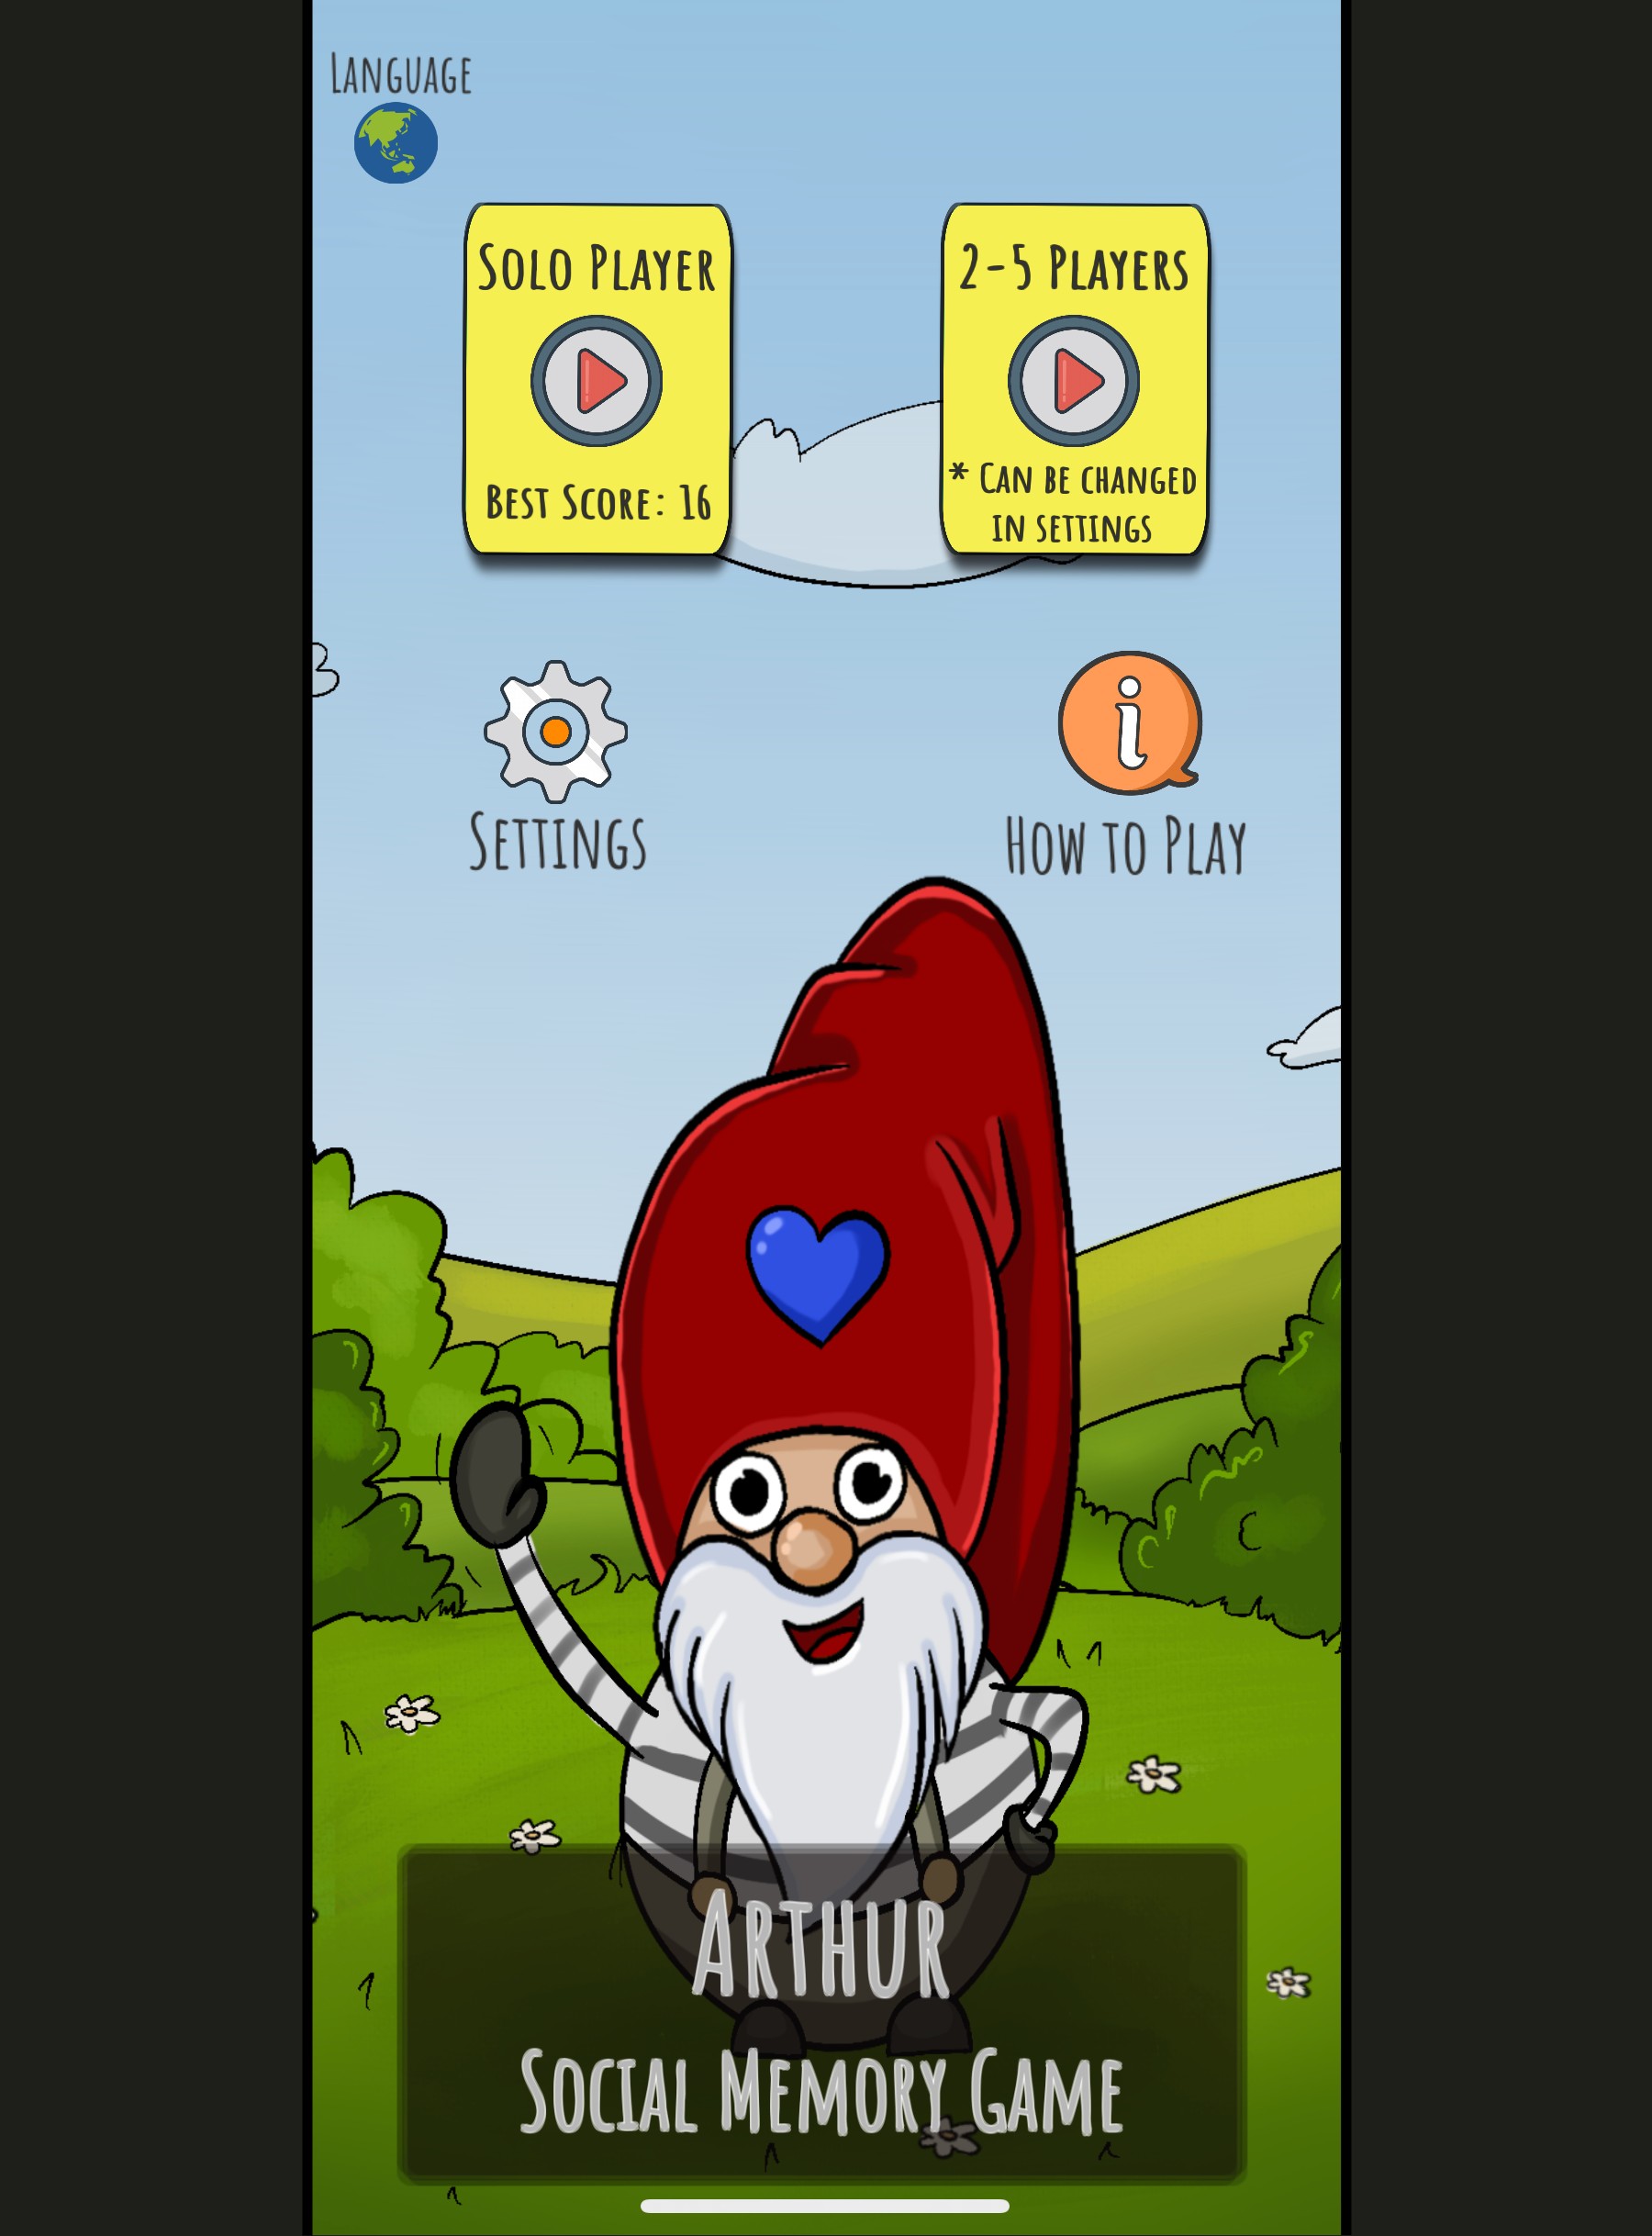 Language
Solo Player
Best Score: 16
2-5 Players
* Can be changed
in settings
Settings
How to Play
Arthur
Social Memory Game